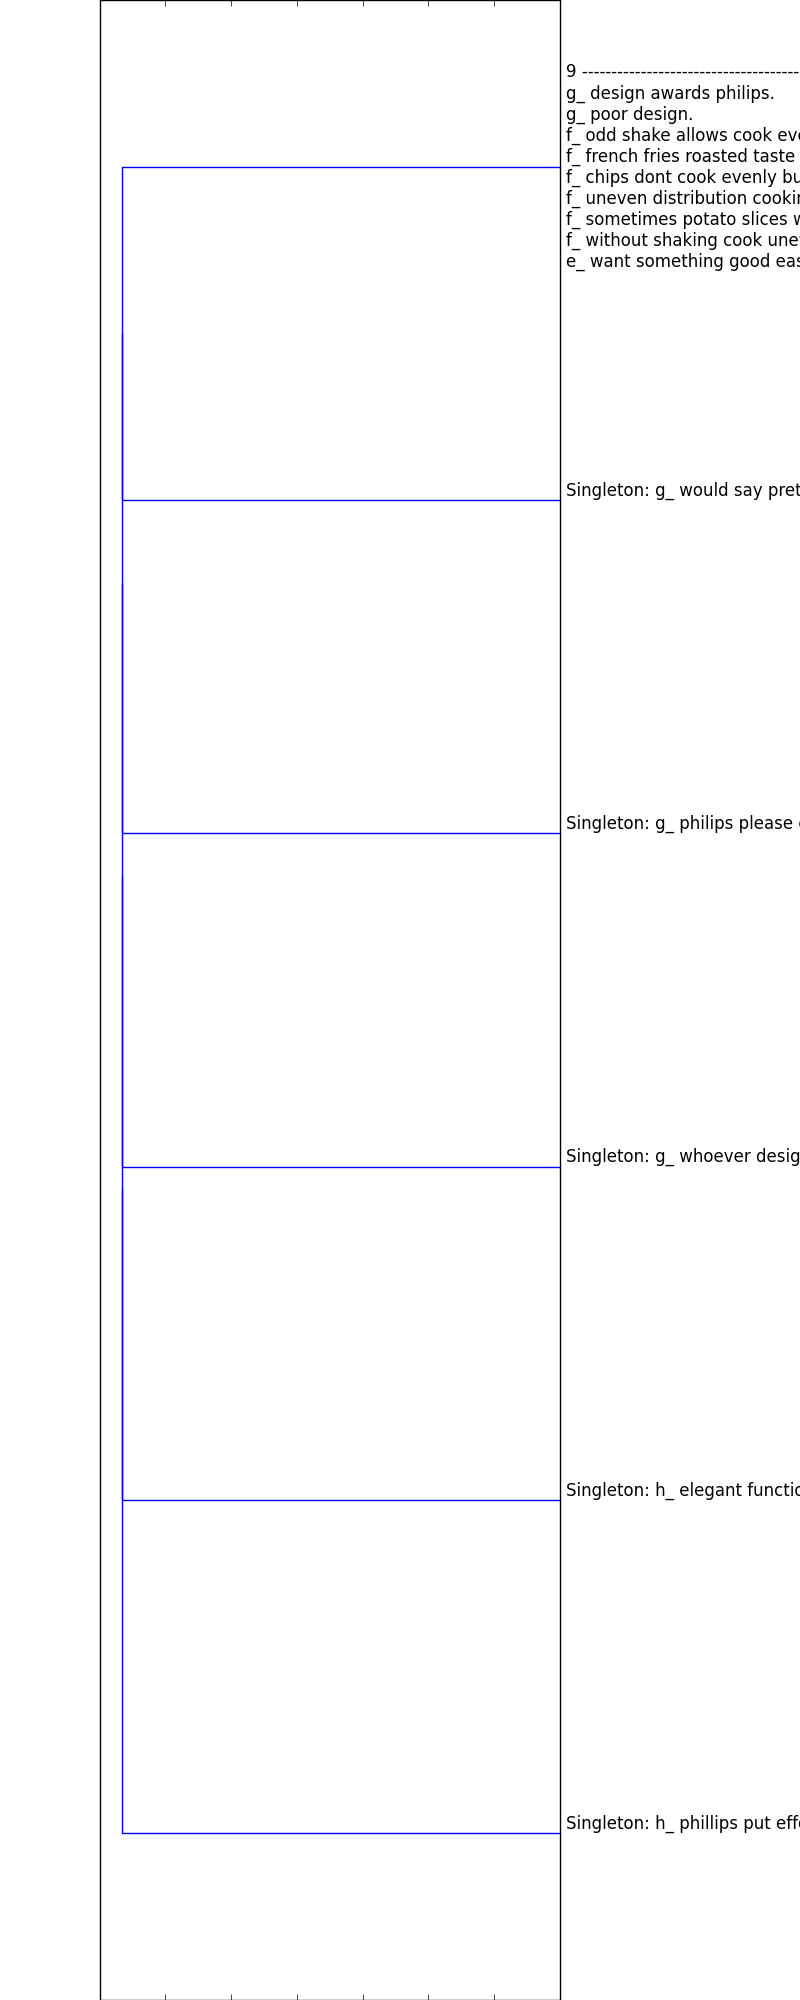 9 --------------------------------------
g_ design awards philips.
g_ poor design.
f_ odd shake allows cook eve
f_ french fries roasted taste
f_ chips dont cook evenly bu
f_ uneven distribution cookin
f_ sometimes potato slices w
f_ without shaking cook une
e_ want something good eas
Singleton: g_ would say pret
Singleton: g_ philips please
Singleton: g_ whoever desig
Singleton: h_ elegant functio
Singleton: h_ phillips put effo